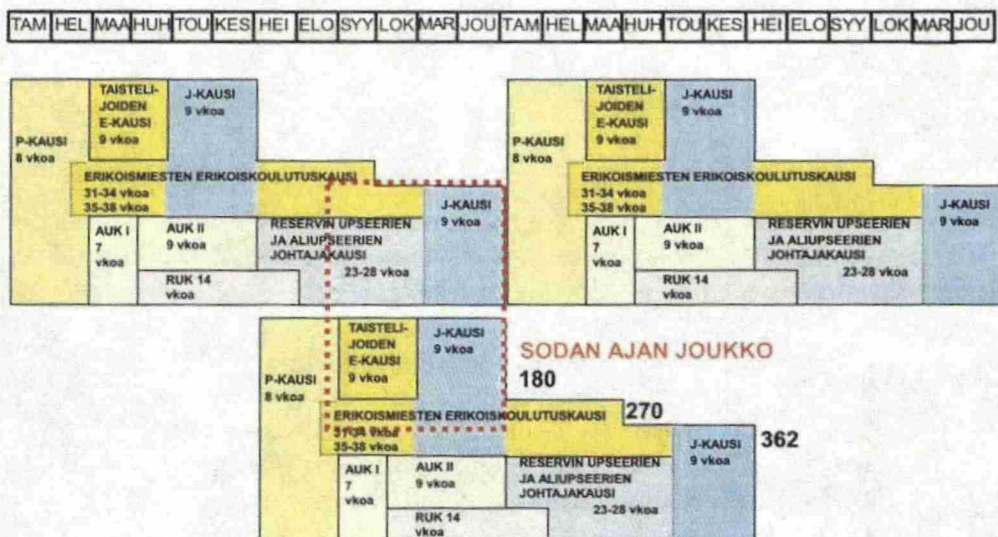 TAM HEL MAA HUH TOU KES HEI ELO SYY LOK MAR JOU TAM HEL MAA HUH TOU KES HEI ELO SYY LOK MAR JOU
P-KAUSI
8 vkoa
TAISTELI-
JOIDEN
E-KAUSI
9 vkoa
J-KAUSI
9 vkoa
ERIKOISMIESTEN ERIKOISKOULUTUSKAUSI
31-34 vkoa
35-38 vkoa
AUK I
7
vkoa
AUK II
9 vkoa
RUK 14
vkoa
RESERVIN UPSEERIEN
JA ALIUPSEERIEN
JOHTAJAKAUSI
23-28 vkoa
J-KAUSI
9 vkoa
P-KAUSI
8 vkoa
TAISTELI-
JOIDEN
E-KAUSI
9 vkoa
J-KAUSI
9 vkoa
ERIKOISMIESTEN ERIKOISKOULUTUSKAUSI
31-34 vkoa
35-38 vkoa
AUK I
7
vkoa
AUK II
9 vkoa
RUK 14
vkoa
RESERVIN UPSEERIEN
JA ALIUPSEERIEN
JOHTAJAKAUSI
23-28 vkoa
J-KAUSI
9 vkoa
P-KAUSI
8 vkoa
TAISTELI-
JOIDEN
E-KAUSI
9 vkoa
J-KAUSI
9 vkoa
SODAN AJAN JOUKKO
180
ERIKOISMIESTEN ERIKOISKOULUTUSKAUSI
31-34 vkoa
35-38 vkoa
270
AUK I
7
vkoa
AUK II
9 vkoa
RUK 14
vkoa
RESERVIN UPSEERIEN
JA ALIUPSEERIEN
JOHTAJAKAUSI
23-28 vkoa
J-KAUSI
9 vkoa
362